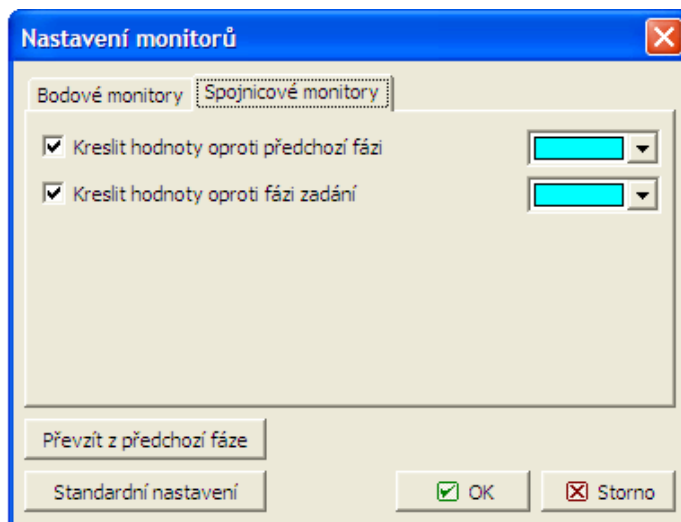 Nastavení monitorů
Bodové monitory Spojnicové monitory
Kreslit hodnoty oproti předchozí fázi
Kreslit hodnoty oproti fázi zadání
Převzít z předchozí fáze
Standardní nastavení OK Storno